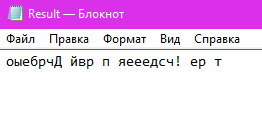 Result — Блокнот
Файл Правка Формат Вид Справка
оыебрчД йвр п яееедсч! ер т